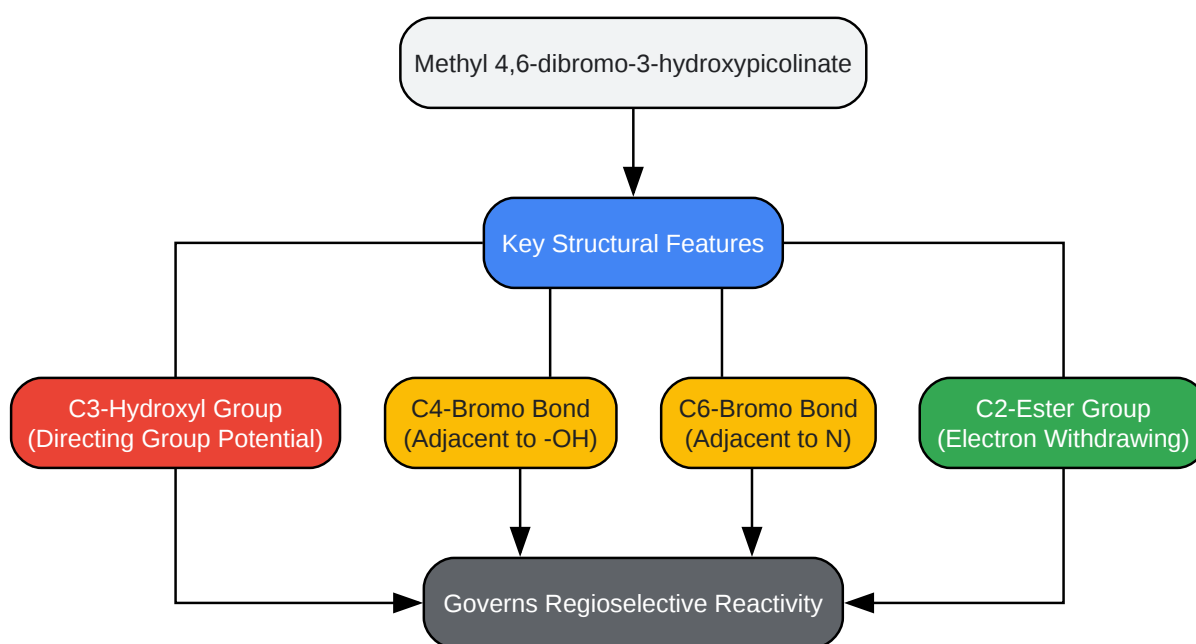 Methyl 4,6-dibromo-3-hydroxypicolinate
Key Structural Features
C3-Hydroxyl Group
(Directing Group Potential)
C4-Bromo Bond
(Adjacent to -OH)
C6-Bromo Bond
(Adjacent to N)
C2-Ester Group
(Electron Withdrawing)
Governs Regioselective Reactivity